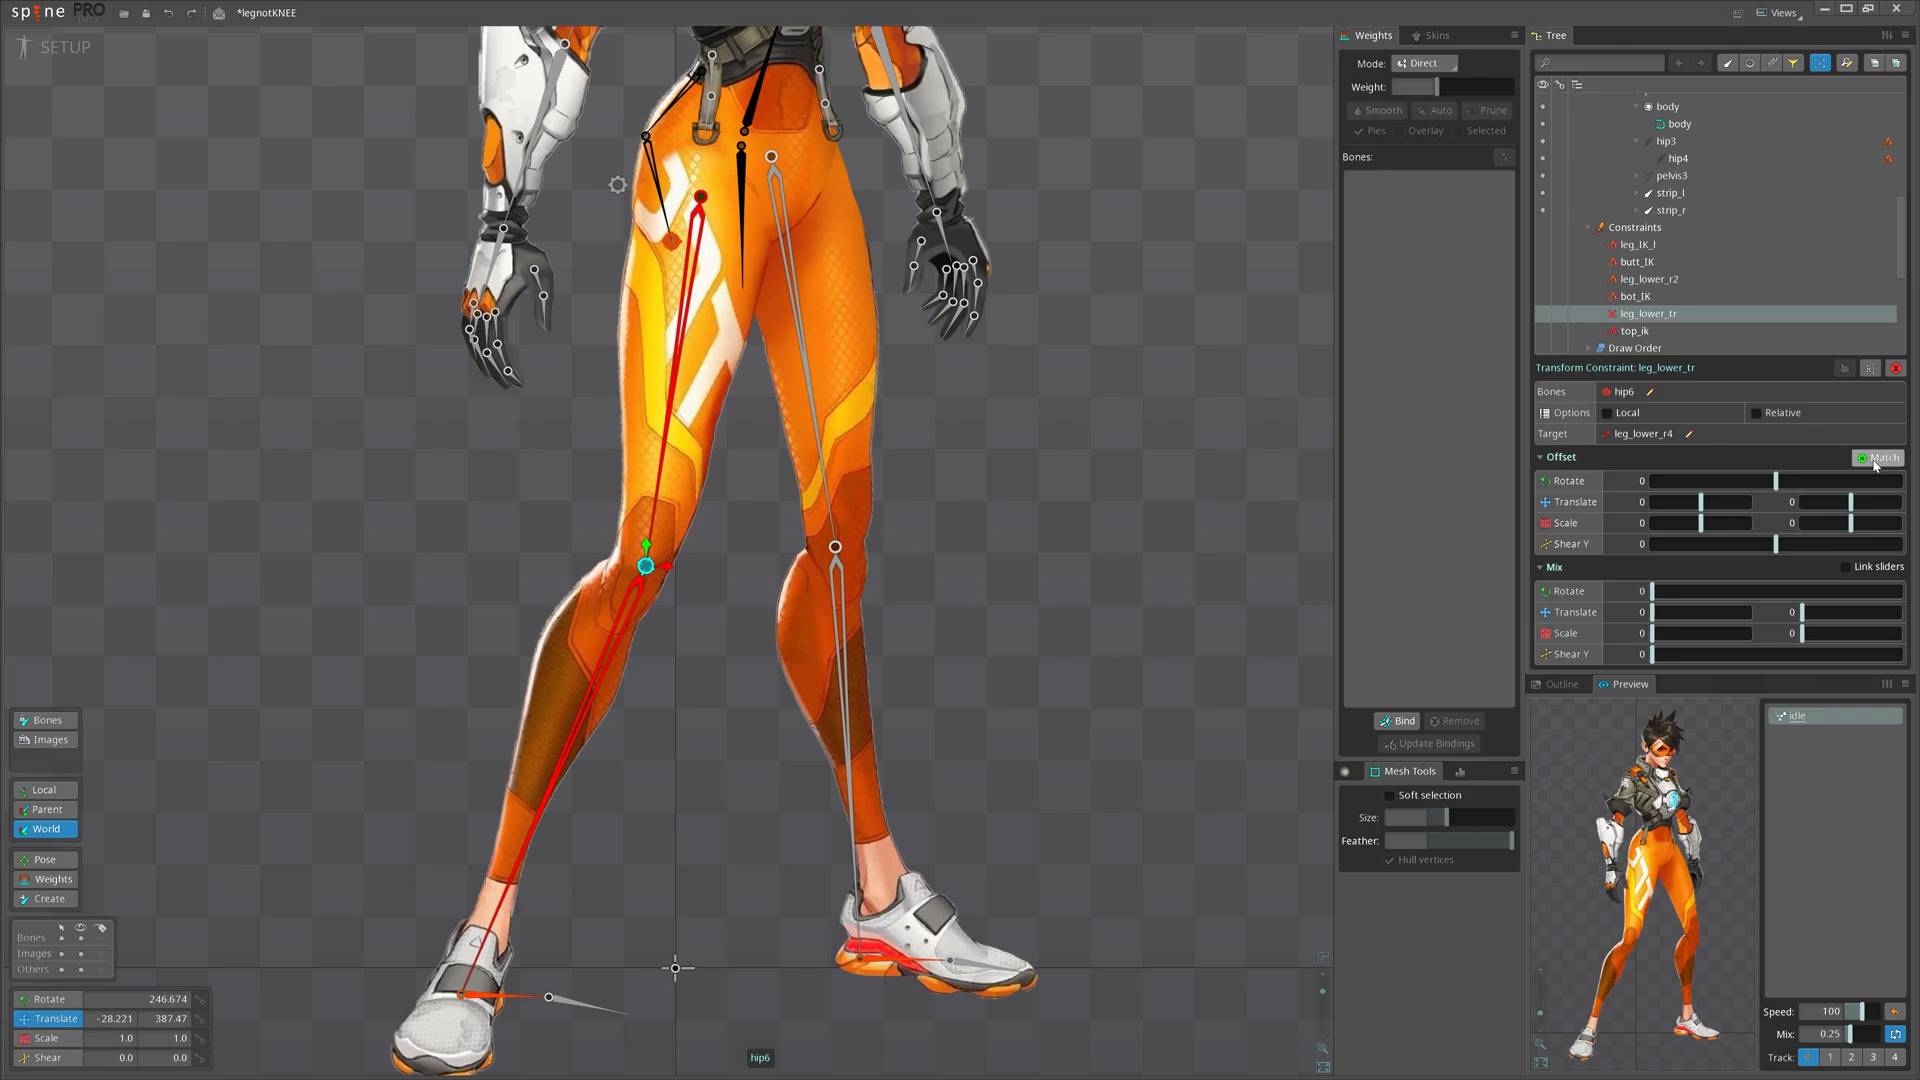 spine PRO
beta
*legnotKNEE
Views
SETUP
Weights
Skins
Tree
Mode:
Direct
Weight:
Smooth
Auto
Prune
Pies
Overlay
Selected
Bones:
body
body
hip3
hip4
pelvis3
strip_l
strip_r
Constraints
leg_IK_l
butt_IK
leg_lower_r2
bot_IK
leg_lower_tr
top_ik
Draw Order
Transform Constraint: leg_lower_tr
Bones
hip6
Options
Local
Relative
Target
leg_lower_r4
Offset
Match
Rotate 0
Translate 0 0
Scale 0 0
Shear Y 0
Mix
Link sliders
Rotate 0
Translate 0 0
Scale 0 0
Shear Y 0
Outline
Preview
idle
Bind
Remove
Update Bindings
Mesh Tools
Soft selection
Size:
Feather:
Hull vertices
Bones
Images
Local
Parent
World
Pose
Weights
Create
Bones
Images
Others
Rotate 246.674
Translate -28.221 387.47
Scale 1.0 1.0
Shear 0.0 0.0
hip6
Speed: 100
Mix: 0.25
Track: 0 1 2 3 4